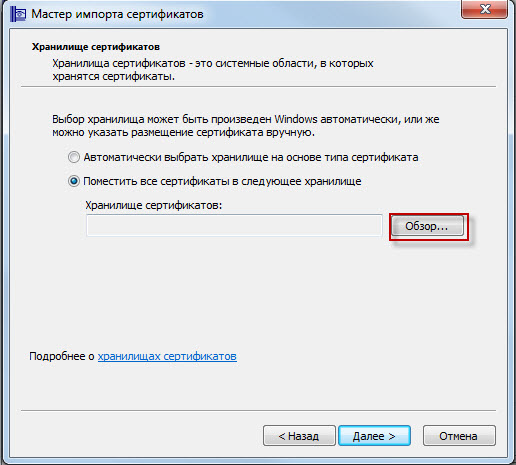 Мастер импорта сертификатов
Хранилище сертификатов
Хранилища сертификатов - это системные области, в которых
хранятся сертификаты.
Выбор хранилища может быть произведен Windows автоматически, или же
можно указать размещение сертификата вручную.
Автоматически выбрать хранилище на основе типа сертификата
Поместить все сертификаты в следующее хранилище
Хранилище сертификатов:
Обзор...
Подробнее о хранилищах сертификатов
< Назад
Далее >
Отмена